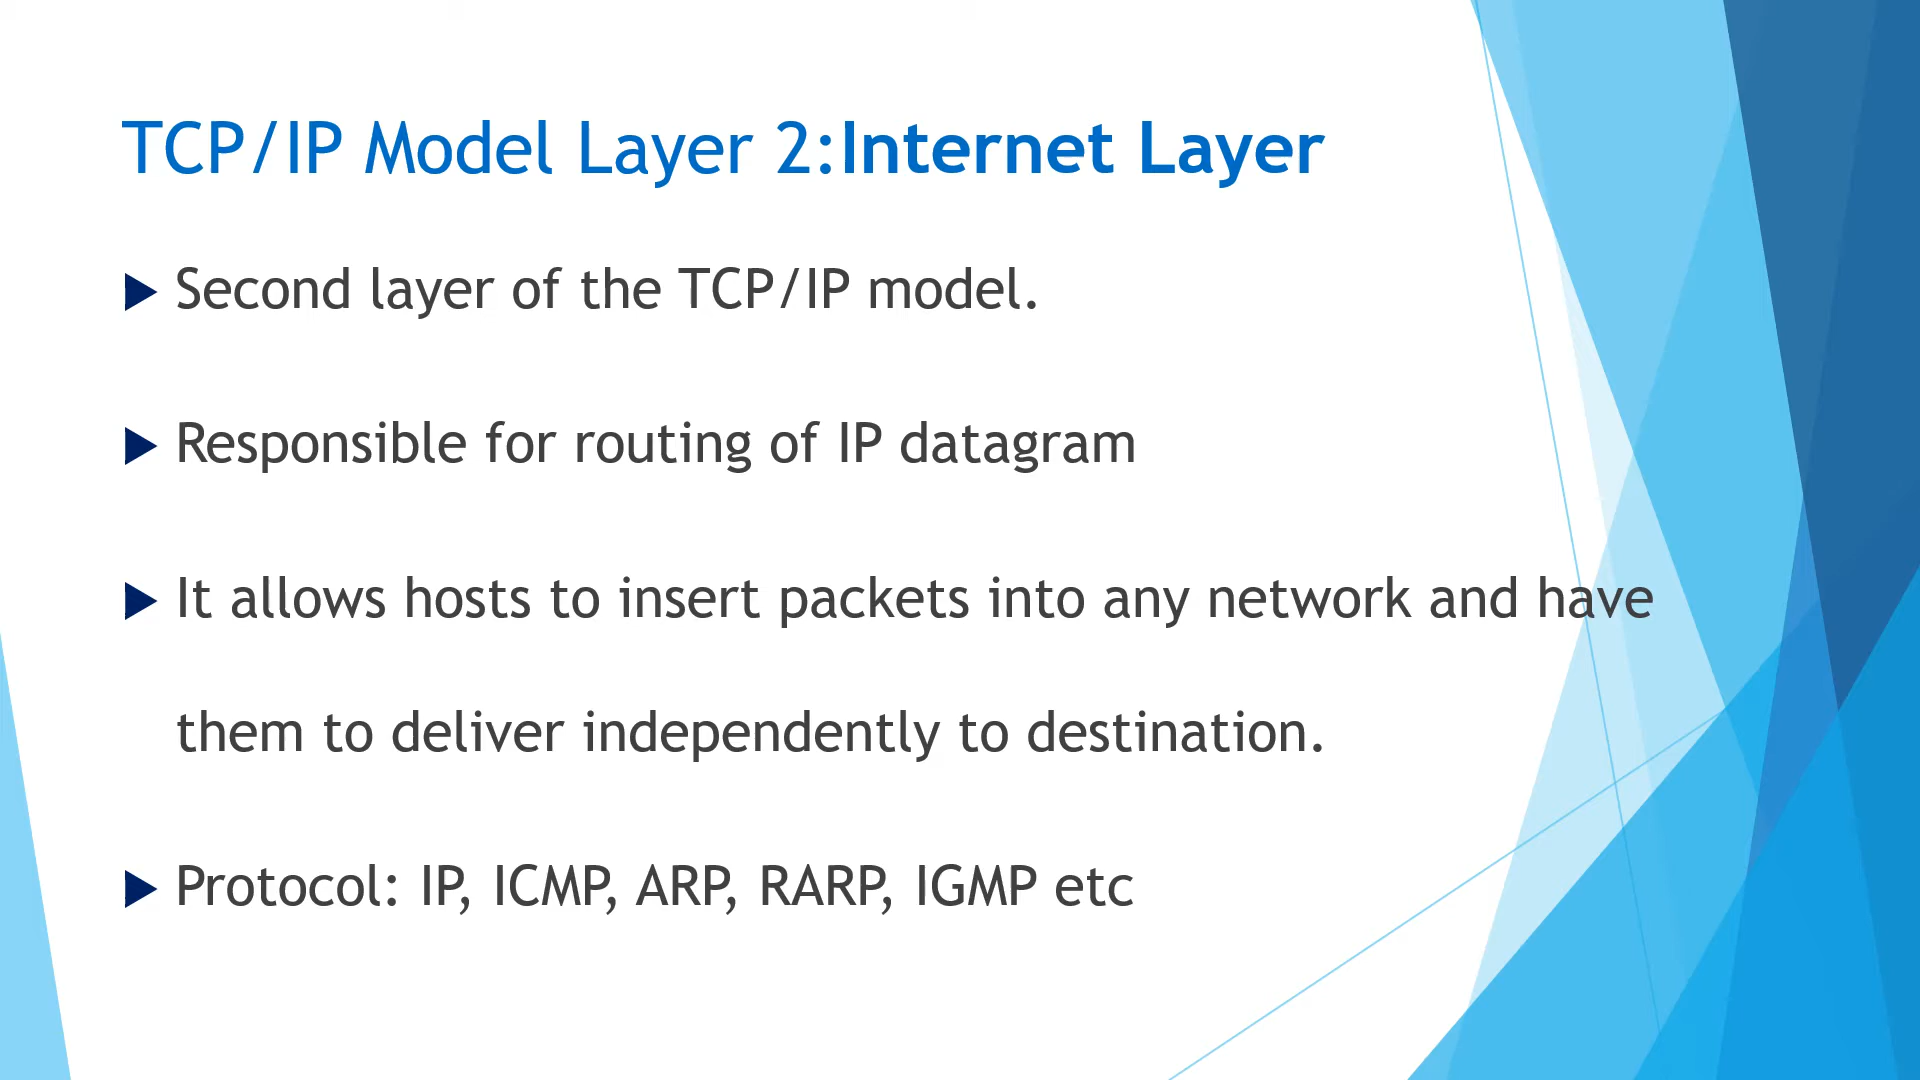 TCP/IP Model Layer 2:Internet Layer
Second layer of the TCP/IP model.
Responsible for routing of IP datagram
It allows hosts to insert packets into any network and have
them to deliver independently to destination.
Protocol: IP, ICMP, ARP, RARP, IGMP etc